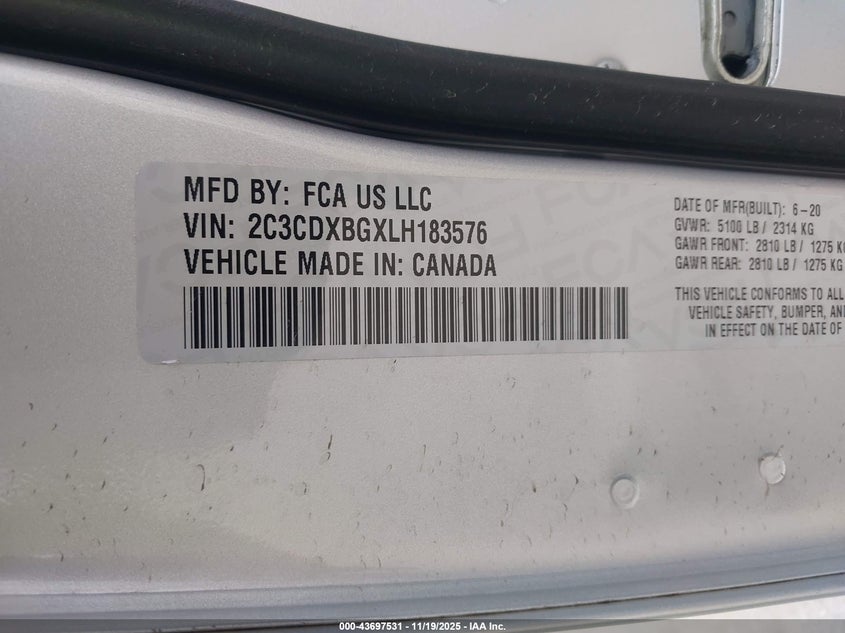 MFD BY: FCA US LLC
VIN: 2C3CDXBGXLH183576
VEHICLE MADE IN: CANADA
DATE OF MFR(BUILT): 6-20
GVWR: 5100 LB / 2314 KG
GAWR FRONT: 2810 LB / 1275 KG
GAWR REAR: 2810 LB / 1275 KG
THIS VEHICLE CONFORMS TO ALL
VEHICLE SAFETY, BUMPER, AND
IN EFFECT ON THE DATE OF
000-43697531 - 11/19/2025 - IAA Inc.